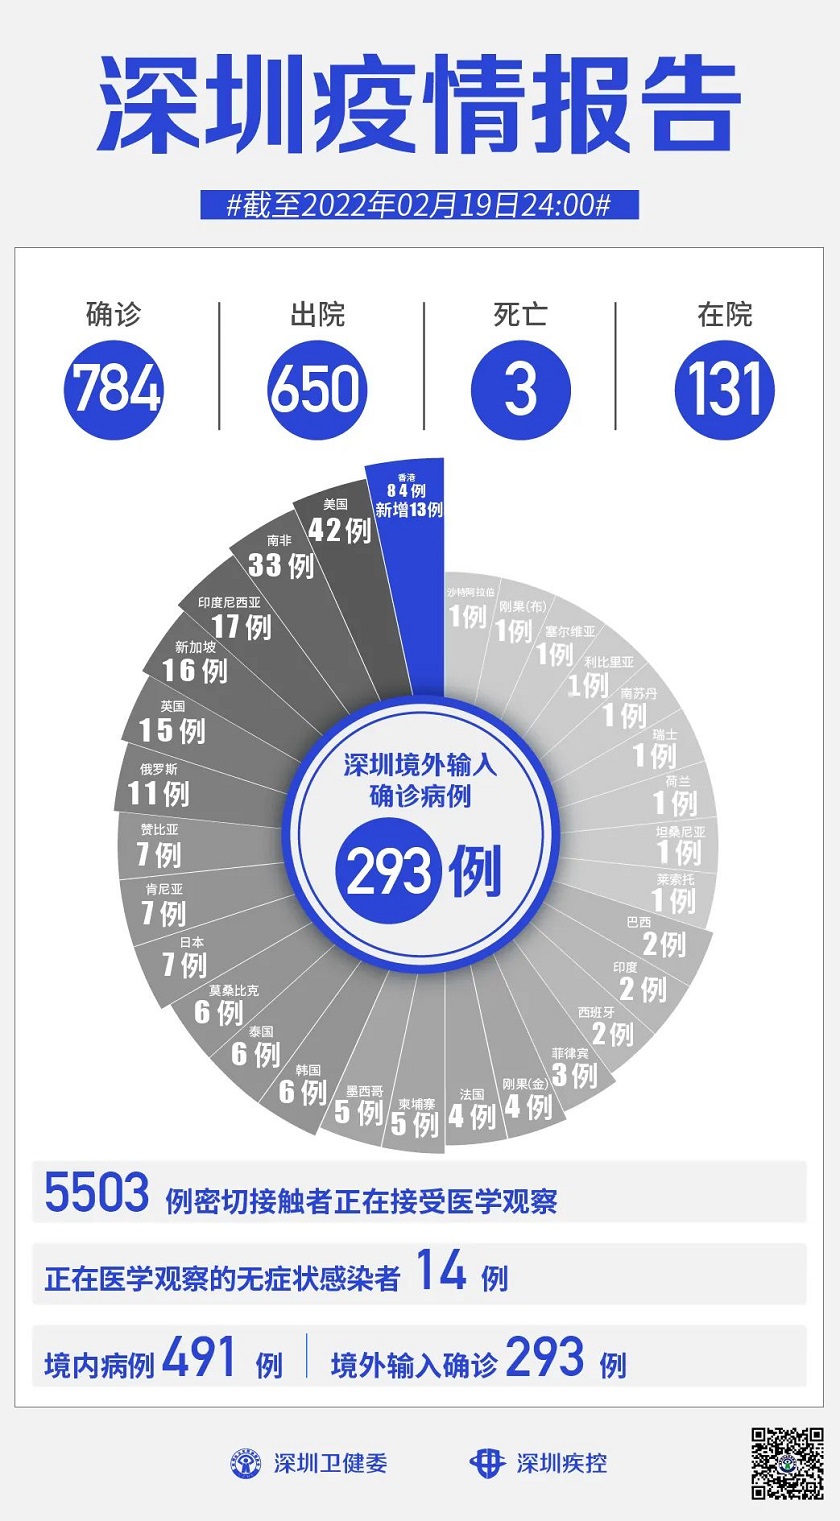 深圳疫情报告
#截至2022年02月19日24:00#
确诊
784
出院
650
死亡
3
在院
131
香港
84例
新增13例
美国
42例
南非
33例
印度尼西亚
17例
新加坡
16例
英国
15例
俄罗斯
11例
赞比亚
7例
肯尼亚
7例
日本
7例
莫桑比克
6例
泰国
6例
韩国
6例
墨西哥
5例
柬埔寨
5例
法国
4例
刚果(金)
4例
菲律宾
3例
西班牙
2例
印度
2例
巴西
2例
莱索托
1例
坦桑尼亚
1例
荷兰
1例
瑞士
1例
南苏丹
1例
利比里亚
1例
塞尔维亚
1例
刚果(布)
1例
沙特阿拉伯
1例
深圳境外输入
确诊病例
293例
5503 例密切接触者正在接受医学观察
正在医学观察的无症状感染者 14 例
境内病例 491 例
境外输入确诊 293 例
深圳卫健委
深圳疾控